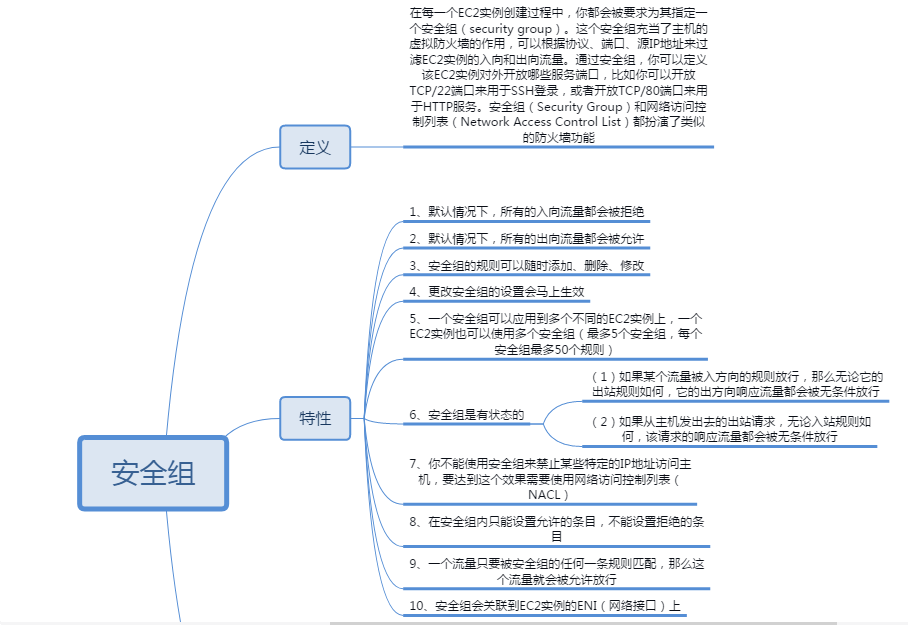 在每一个EC2实例创建过程中，你都会被要求为其指定一
个安全组（security group）。这个安全组充当了主机的
虚拟防火墙的作用，可以根据协议、端口、源IP地址来过
滤EC2实例的入向和出向流量。通过安全组，你可以定义
该EC2实例对外开放哪些服务端口，比如你可以开放
TCP/22端口来用于SSH登录，或者开放TCP/80端口来用
于HTTP服务。安全组（Security Group）和网络访问控
制列表（Network Access Control List）都扮演了类似
的防火墙功能
定义
1、默认情况下，所有的入向流量都会被拒绝
2、默认情况下，所有的出向流量都会被允许
3、安全组的规则可以随时添加、删除、修改
4、更改安全组的设置会马上生效
5、一个安全组可以应用到多个不同的EC2实例上，一个
EC2实例也可以使用多个安全组（最多5个安全组，每个
安全组最多50个规则）
（1）如果某个流量被入方向的规则放行，那么无论它的
出站规则如何，它的出方向响应流量都会被无条件放行
特性
6、安全组是有状态的
（2）如果从主机发出去的出站请求，无论入站规则如
何，该请求的响应流量都会被无条件放行
安全组
7、你不能使用安全组来禁止某些特定的IP地址访问主
机，要达到这个效果需要使用网络访问控制列表（
NACL）
8、在安全组内只能设置允许的条目，不能设置拒绝的条
目
9、一个流量只要被安全组的任何一条规则匹配，那么这
个流量就会被允许放行
10、安全组会关联到EC2实例的ENI（网络接口）上